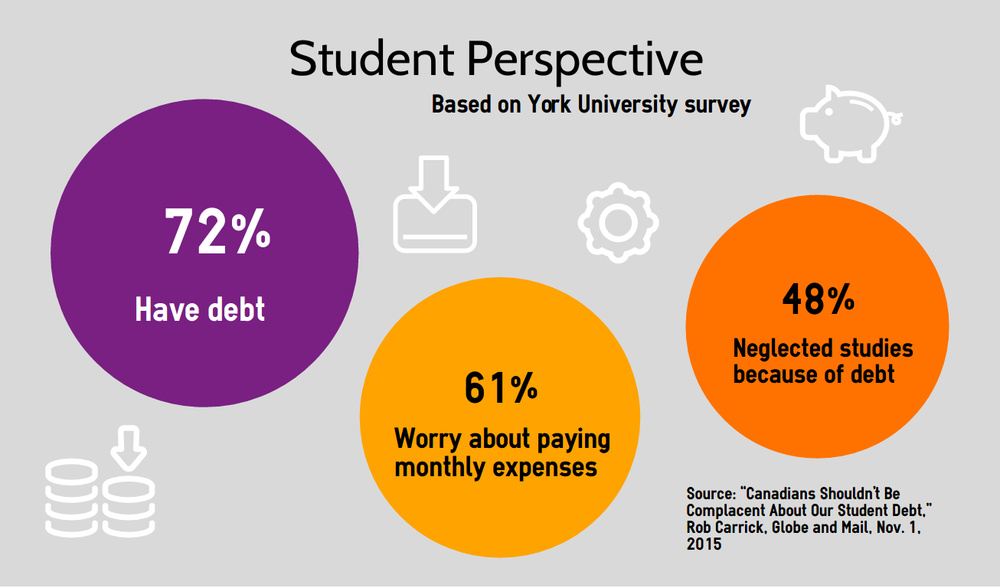 Student Perspective
Based on York University survey
72%
Have debt
61%
Worry about paying
monthly expenses
48%
Neglected studies
because of debt
Source: “Canadians Shouldn’t Be
Complacent About Our Student Debt,”
Rob Carrick, Globe and Mail, Nov. 1,
2015